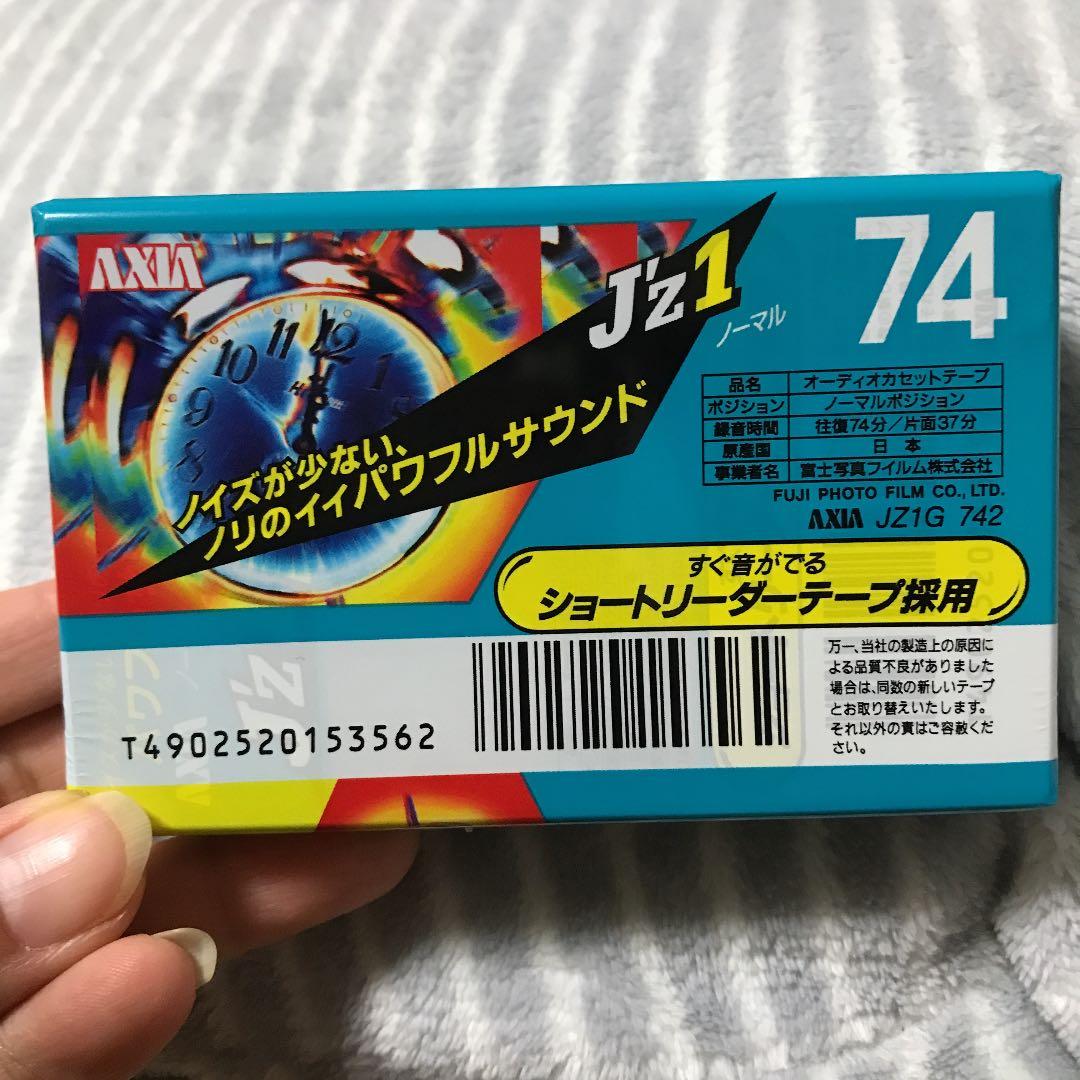 AXIA
J'z1
ノーマル
74
11
12
10
1
9
8
ノイズが少ない、
ノリのイィパワフルサウンド
品名 オーディオカセットテープ
ポジション ノーマルポジション
録音時間 往復74分/片面37分
原産国 日本
事業者名 富士写真フイルム株式会社
FUJI PHOTO FILM CO., LTD.
AXIA JZ1G 742
すぐ音がでる
ショートリーダーテープ採用
T4902520153562
万一、当社の製造上の原因に
よる品質不良がありました
場合は、同数の新しいテープ
とお取り替えいたします。
それ以外の責はご容赦くだ
さい。
J'z
AXIA